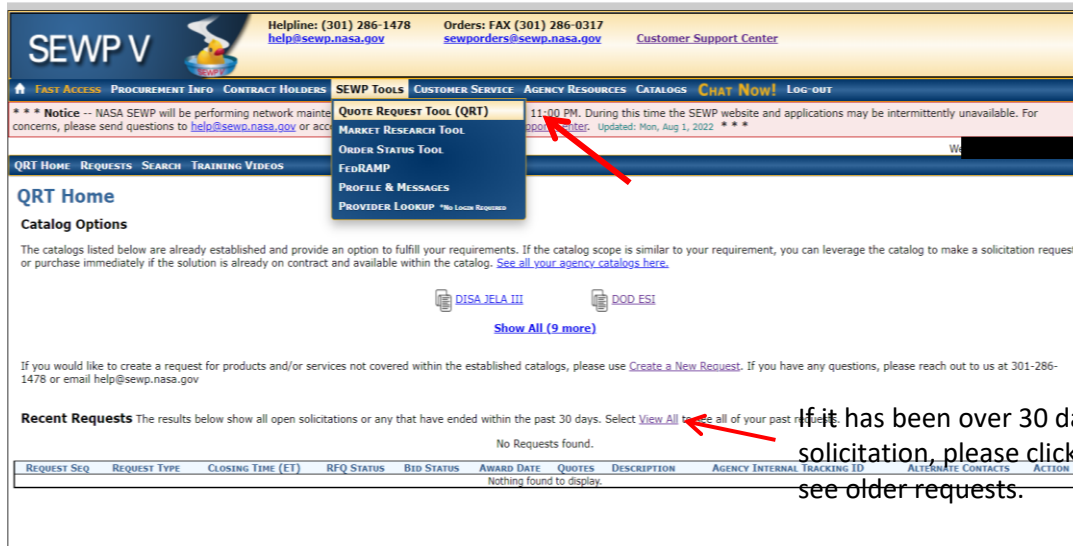 SEWP V
SEWP V
Helpline: (301) 286-1478
help@sewp.nasa.gov
Orders: FAX (301) 286-0317
sewporders@sewp.nasa.gov
Customer Support Center
FAST ACCESS PROCUREMENT INFO CONTRACT HOLDERS SEWP TOOLS CUSTOMER SERVICE AGENCY RESOURCES CATALOGS CHAT NOW! LOG-OUT
* * * Notice -- NASA SEWP will be performing network mainte 11:00 PM. During this time the SEWP website and applications may be intermittently unavailable. For
concerns, please send questions to help@sewp.nasa.gov or acc enter. Updated: Mon, Aug 1, 2022 * * *
QUOTE REQUEST TOOL (QRT)
MARKET RESEARCH TOOL
ORDER STATUS TOOL
FEDRAMP
PROFILE & MESSAGES
PROVIDER LOOKUP *No Login Required
We
QRT HOME REQUESTS SEARCH TRAINING VIDEOS
QRT Home
Catalog Options
The catalogs listed below are already established and provide an option to fulfill your requirements. If the catalog scope is similar to your requirement, you can leverage the catalog to make a solicitation request
or purchase immediately if the solution is already on contract and available within the catalog. See all your agency catalogs here.
DISA JELA III DOD ESI
Show All (9 more)
If you would like to create a request for products and/or services not covered within the established catalogs, please use Create a New Request. If you have any questions, please reach out to us at 301-286-
1478 or email help@sewp.nasa.gov
Recent Requests The results below show all open solicitations or any that have ended within the past 30 days. Select View All to see all of your past requests.
If it has been over 30 da
solicitation, please click
see older requests.
No Requests found.
REQUEST SEQ REQUEST TYPE CLOSING TIME (ET) RFQ STATUS BID STATUS AWARD DATE QUOTES DESCRIPTION AGENCY INTERNAL TRACKING ID ALTERNATE CONTACTS ACTION
Nothing found to display.